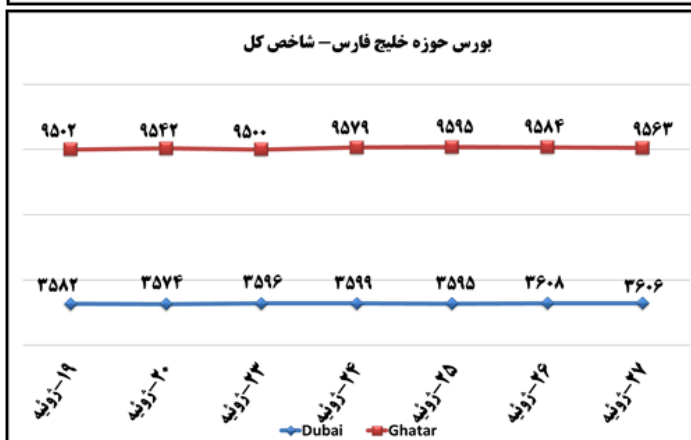 بورس حوزه خلیج فارس – شاخص کل
۹۵۰۲ ۹۵۴۲ ۹۵۰۰ ۹۵۷۹ ۹۵۹۵ ۹۵۸۴ ۹۵۶۳
۳۵۸۲ ۳۵۷۴ ۳۵۹۶ ۳۵۹۹ ۳۵۹۵ ۳۶۰۸ ۳۶۰۶
۱۹-ژوئیه ۲۰-ژوئیه ۲۳-ژوئیه ۲۴-ژوئیه ۲۵-ژوئیه ۲۶-ژوئیه ۲۷-ژوئیه
Dubai Ghatar